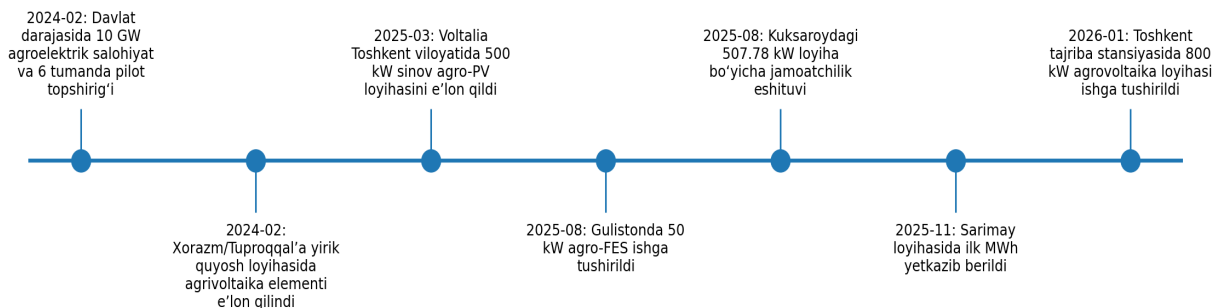 2024-02: Davlat
darajasida 10 GW
agroelektrik salohiyat
va 6 tumanda pilot
topshirig‘i
2024-02:
Xorazm/Tuproqqal’a yirik
quyosh loyihasida
agrivoltaika elementi
e’lon qilindi
2025-03: Voltalia
Toshkent viloyatida 500
kW sinov agro-PV
loyihasini e’lon qildi
2025-08: Gulistonda 50
kW agro-FES ishga
tushirildi
2025-08: Kuksaroydagi
507.78 kW loyiha
bo‘yicha jamoatchilik
eshituvi
2025-11: Sarimay
loyihasida ilk MWh
yetkazib berildi
2026-01: Toshkent
tajriba stansiyasida 800
kW agrovoltaika loyihasi
ishga tushirildi